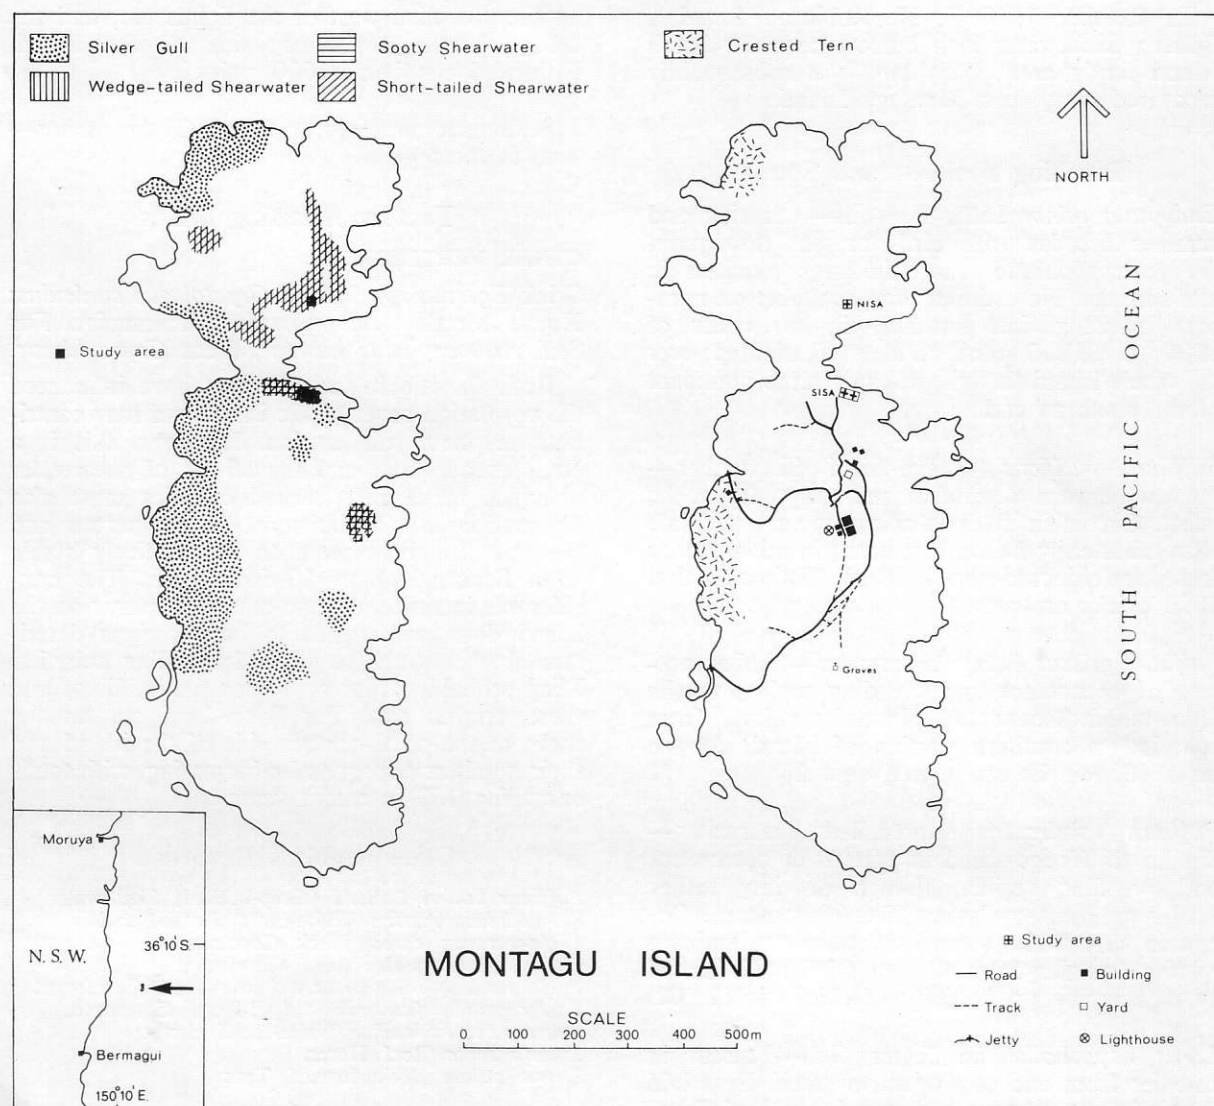 Silver Gull
Sooty Shearwater
Crested Tern
Wedge-tailed Shearwater
Short-tailed Shearwater
NORTH
NISA
Study area
SISA
SOUTH PACIFIC OCEAN
Groves
Moruya
N. S. W.
36°10'S
Bermagui
150°10'E.
MONTAGU ISLAND
SCALE
0 100 200 300 400 500m
Study area
Road
Building
Track
Yard
Jetty
Lighthouse